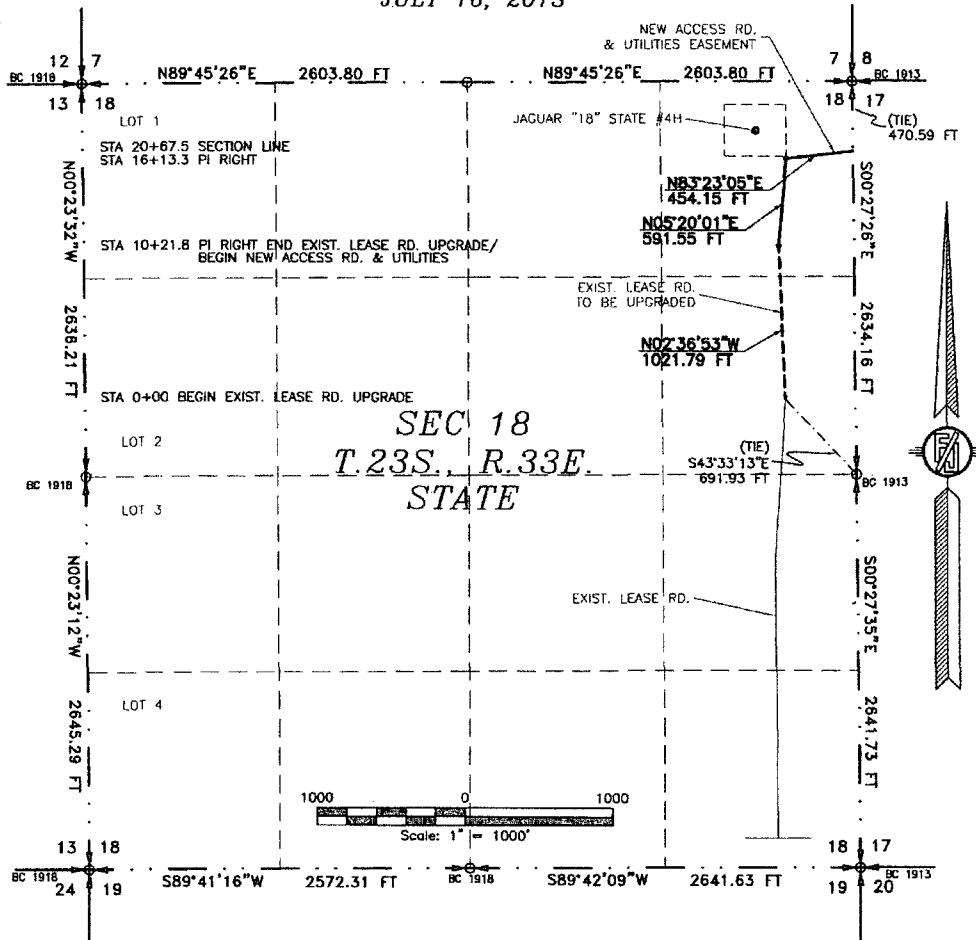 JULY 16, 2013
NEW ACCESS RD.
& UTILITIES EASEMENT
12 7
7 8
BC 1918
N89°45'26"E 2603.80 FT
N89°45'26"E 2603.80 FT
BC 1913
13 18
18 17
LOT 1
JAGUAR "18" STATE #4H
(TIE)
470.59 FT
STA 20+67.5 SECTION LINE
STA 16+13.3 PI RIGHT
N83°23'05"E
454.15 FT
N05°20'01"E
591.55 FT
N00°23'32"W 2638.21 FT
S00°27'26"E 2634.16 FT
STA 10+21.8 PI RIGHT END EXIST. LEASE RD. UPGRADE/
BEGIN NEW ACCESS RD. & UTILITIES
EXIST. LEASE RD.
TO BE UPGRADED
N02°36'53"W
1021.79 FT
STA 0+00 BEGIN EXIST. LEASE RD. UPGRADE
SEC 18
T.23S., R.33E.
STATE
LOT 2
(TIE)
S43°33'13"E
691.93 FT
BC 1918
BC 1913
LOT 3
N00°23'12"W 2645.29 FT
S00°27'35"E 2641.73 FT
EXIST. LEASE RD.
LOT 4
1000 0 1000
Scale: 1" = 1000'
13 18
18 17
BC 1918
S89°41'16"W 2572.31 FT
BC 1918
S89°42'09"W 2641.63 FT
BC 1913
24 19
19 20